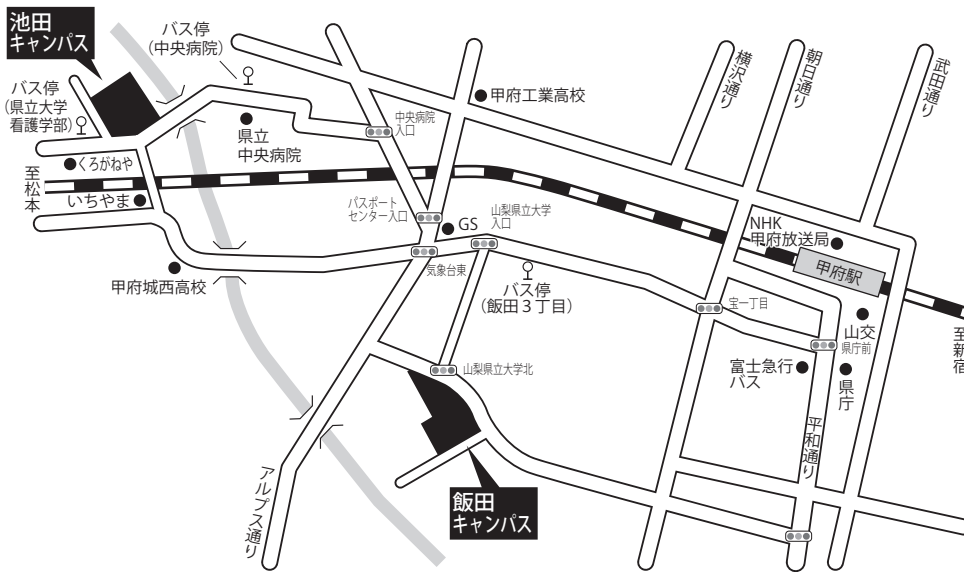 池田
キャンパス
バス停
(中央病院)
バス停
(県立大学
看護学部)
県立
中央病院
甲府工業高校
中央病院
入口
横沢通り
朝日通り
武田通り
至松本
くろがねや
いちやま
パスポート
センター入口
GS
山梨県立大学
入口
NHK
甲府放送局
甲府駅
甲府城西高校
気象台東
バス停
(飯田3丁目)
宝一丁目
山交
県庁前
至新宿
山梨県立大学北
富士急行
バス
県庁
平和通り
アルプス通り
飯田
キャンパス